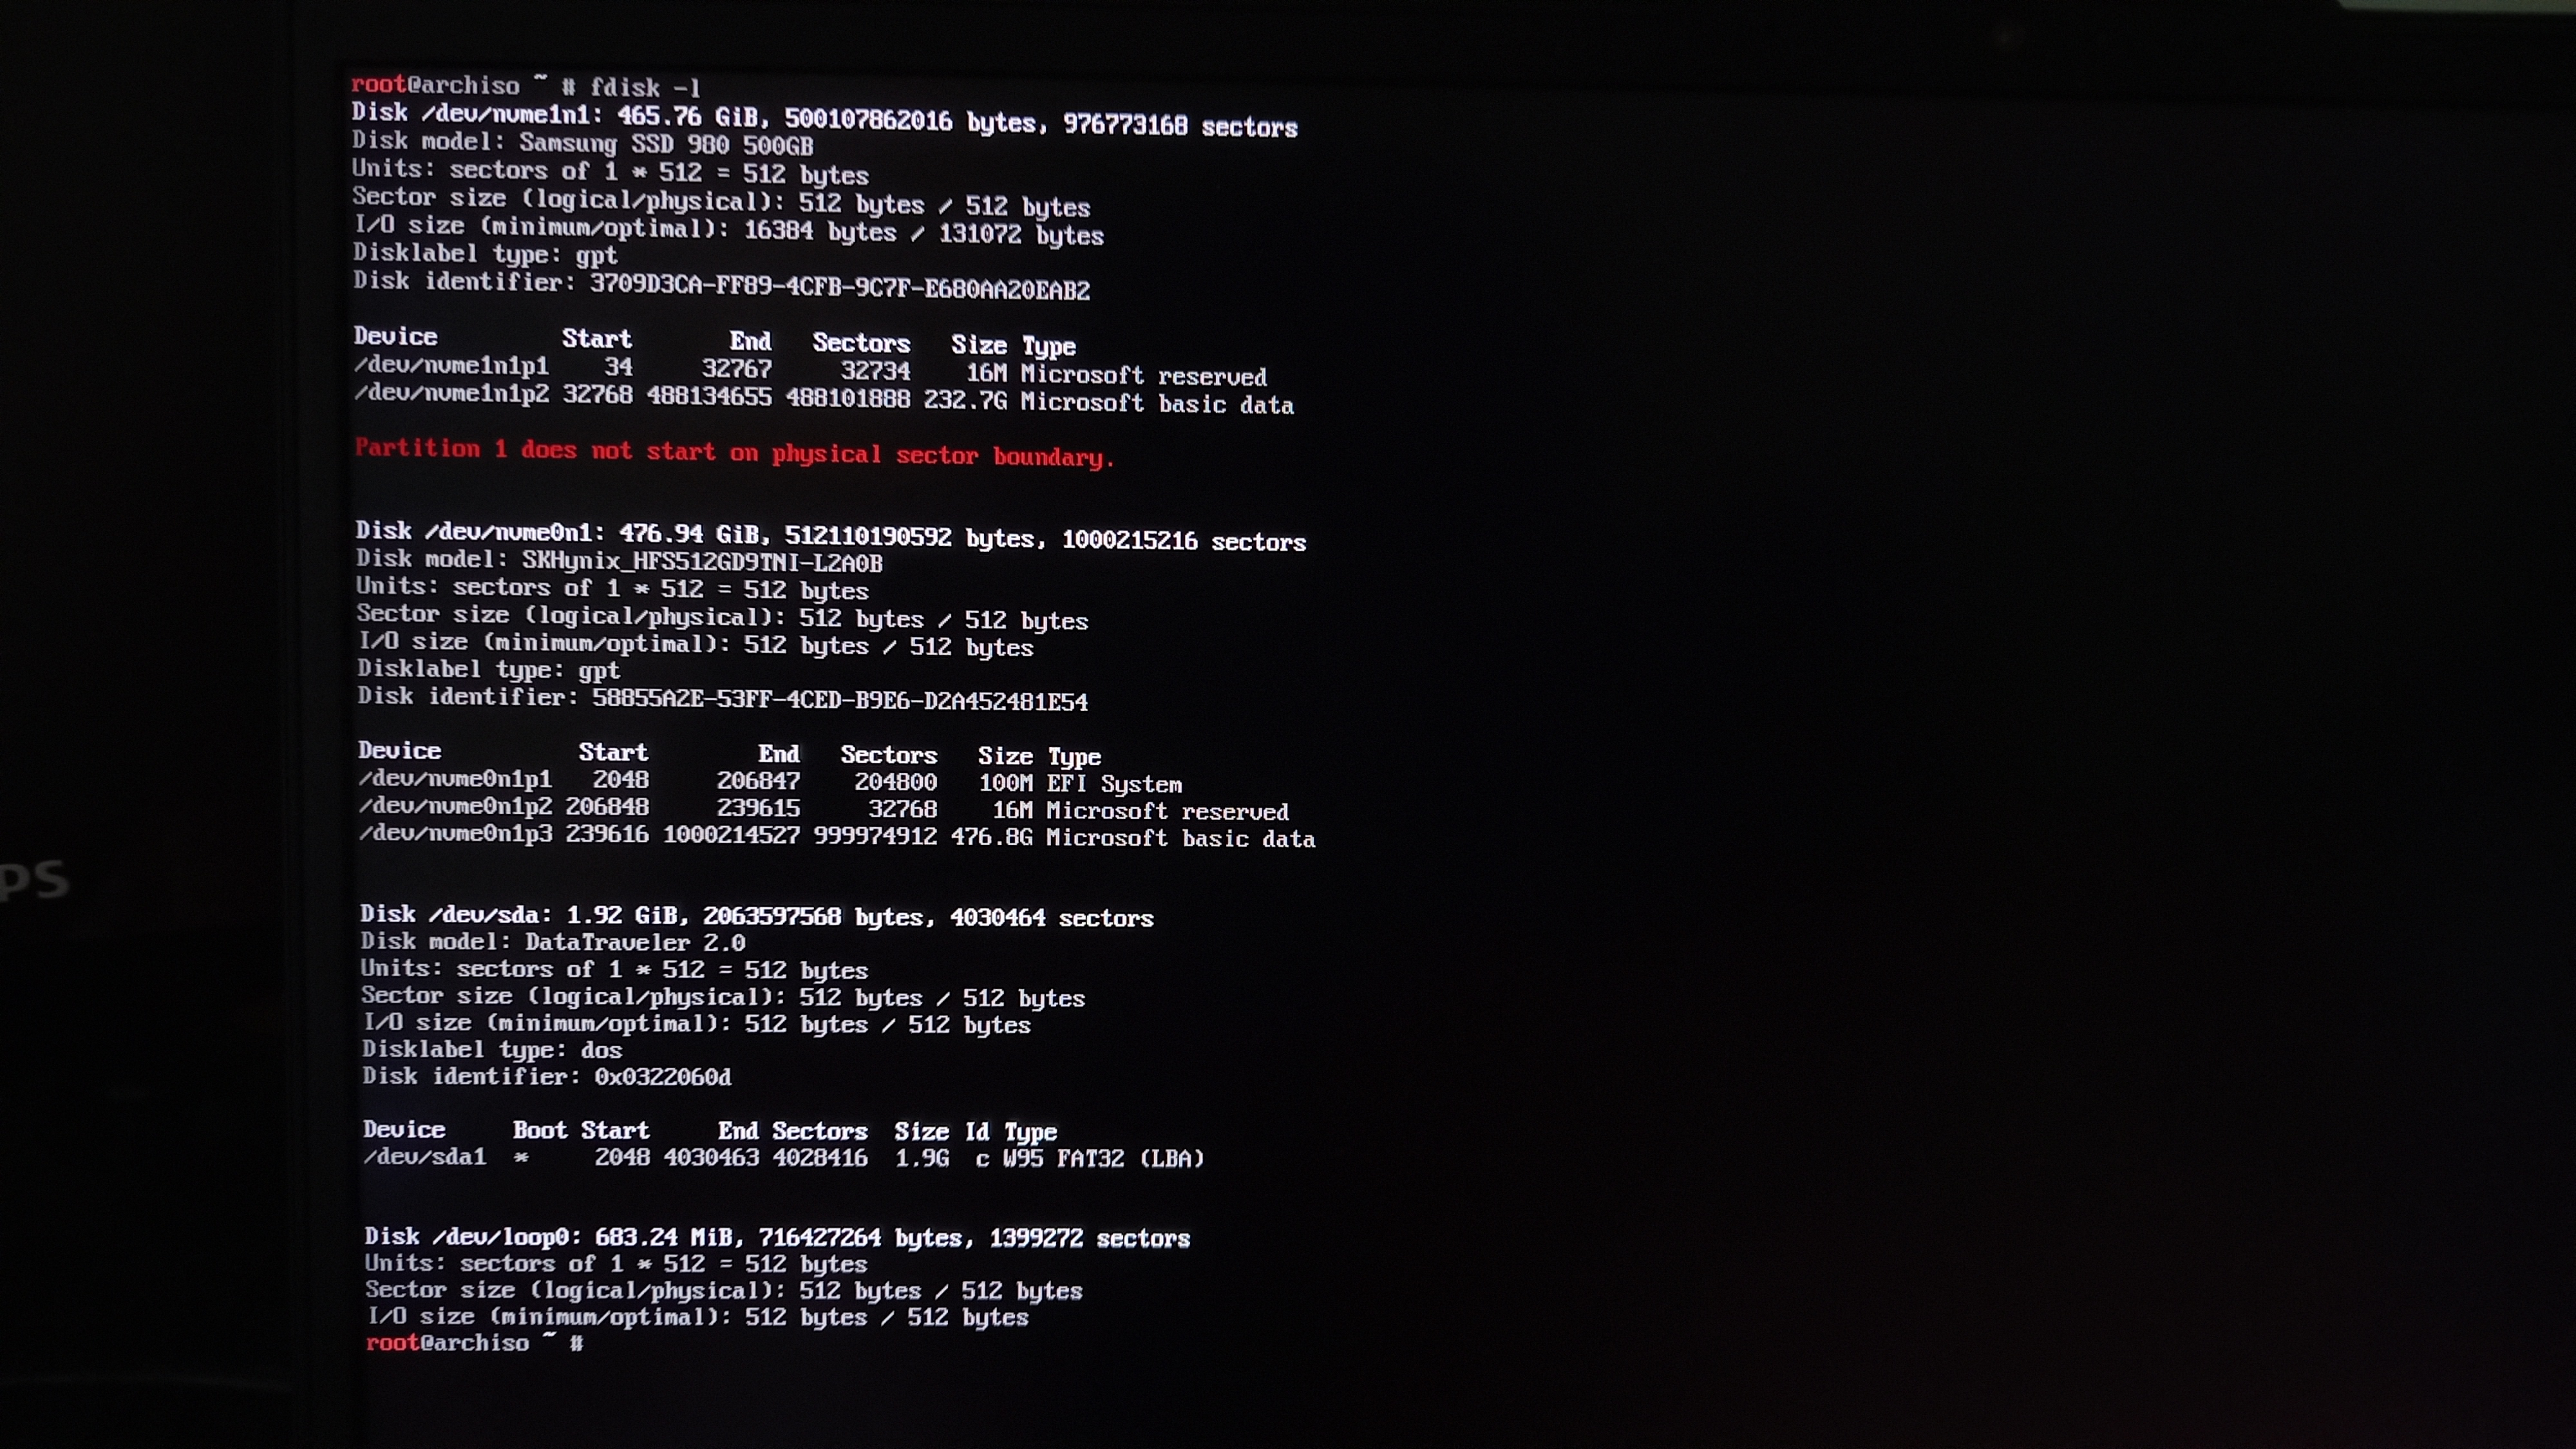 root@archiso ~ # fdisk -l
Disk /dev/nvme1n1: 465.76 GiB, 500107862016 bytes, 976773168 sectors
Disk model: Samsung SSD 980 500GB
Units: sectors of 1 * 512 = 512 bytes
Sector size (logical/physical): 512 bytes / 512 bytes
I/O size (minimum/optimal): 16384 bytes / 131072 bytes
Disklabel type: gpt
Disk identifier: 3709D3CA-FF89-4CFB-9C7F-E680AA20EAB2
Device Start End Sectors Size Type
/dev/nvme1n1p1 34 32767 32734 16M Microsoft reserved
/dev/nvme1n1p2 32768 488134655 488101888 232.7G Microsoft basic data
Partition 1 does not start on physical sector boundary.
Disk /dev/nvme0n1: 476.94 GiB, 512110190592 bytes, 1000215216 sectors
Disk model: SKHynix_HFS512GD9TNI-L2A0B
Units: sectors of 1 * 512 = 512 bytes
Sector size (logical/physical): 512 bytes / 512 bytes
I/O size (minimum/optimal): 512 bytes / 512 bytes
Disklabel type: gpt
Disk identifier: 58855A2E-53FF-4CED-B9E6-D2A452481E54
Device Start End Sectors Size Type
/dev/nvme0n1p1 2048 206847 204800 100M EFI System
/dev/nvme0n1p2 206848 239615 32768 16M Microsoft reserved
/dev/nvme0n1p3 239616 1000214527 999974912 476.8G Microsoft basic data
PS
Disk /dev/sda: 1.92 GiB, 2063597568 bytes, 4030464 sectors
Disk model: DataTraveler 2.0
Units: sectors of 1 * 512 = 512 bytes
Sector size (logical/physical): 512 bytes / 512 bytes
I/O size (minimum/optimal): 512 bytes / 512 bytes
Disklabel type: dos
Disk identifier: 0x0322060d
Device Boot Start End Sectors Size Id Type
/dev/sda1 * 2048 4030463 4028416 1.9G c W95 FAT32 (LBA)
Disk /dev/loop0: 683.24 MiB, 716427264 bytes, 1399272 sectors
Units: sectors of 1 * 512 = 512 bytes
Sector size (logical/physical): 512 bytes / 512 bytes
I/O size (minimum/optimal): 512 bytes / 512 bytes
root@archiso ~ #